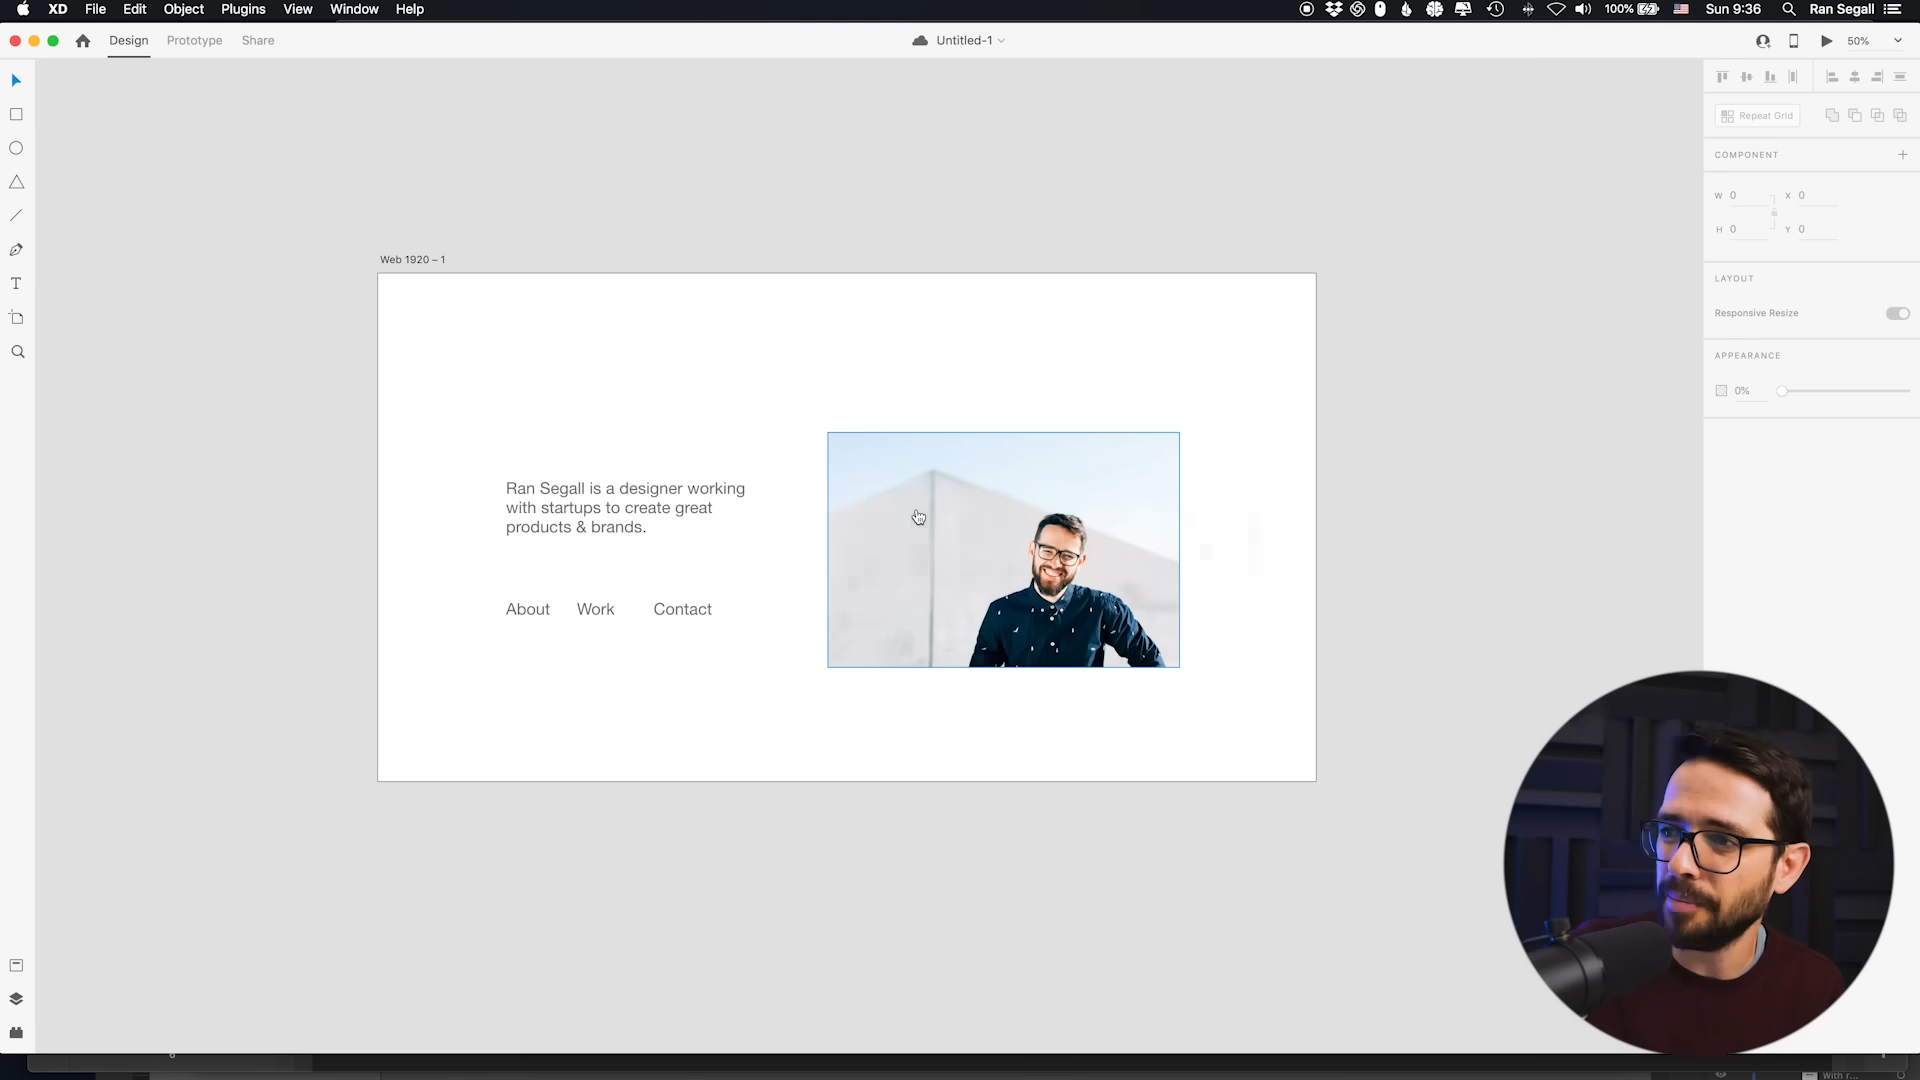 XD File Edit Object Plugins View Window Help
100% Sun 9:36 Ran Segall
Design Prototype Share
Untitled-1
50%
Repeat Grid
COMPONENT
W 0 X 0
H 0 Y 0
LAYOUT
Responsive Resize
APPEARANCE
0%
Web 1920 – 1
Ran Segall is a designer working
with startups to create great
products & brands.
About Work Contact